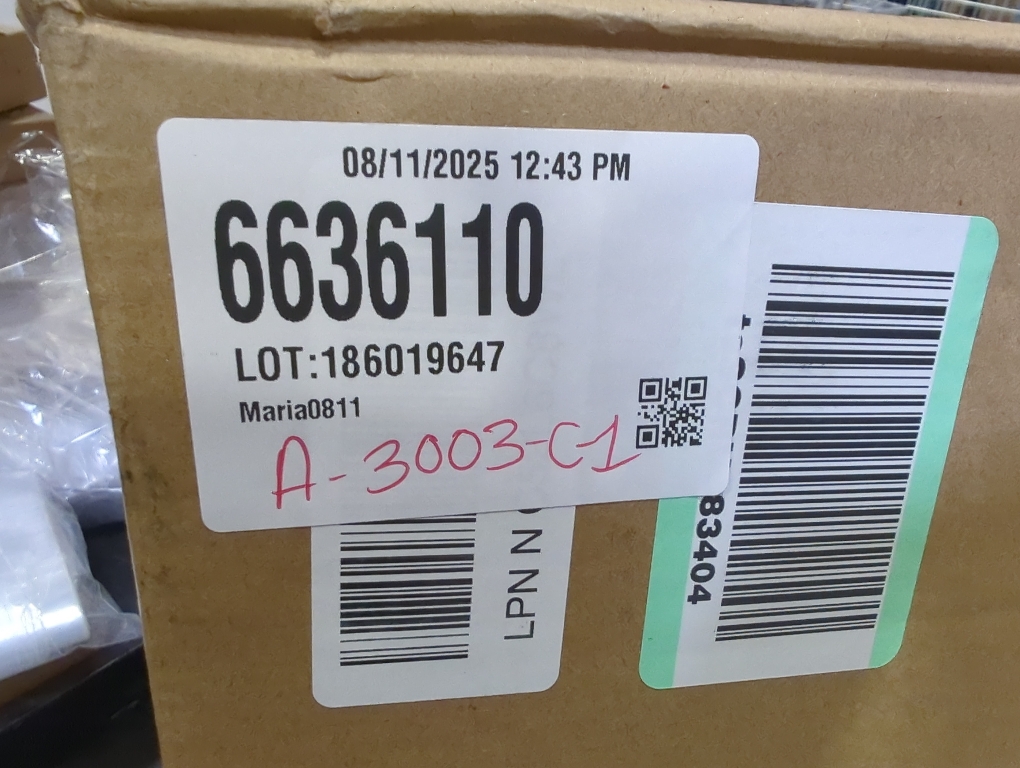 08/11/2025 12:43 PM
6636110
LOT:186019647
Maria0811
A-3003-C1
LPN N
83404